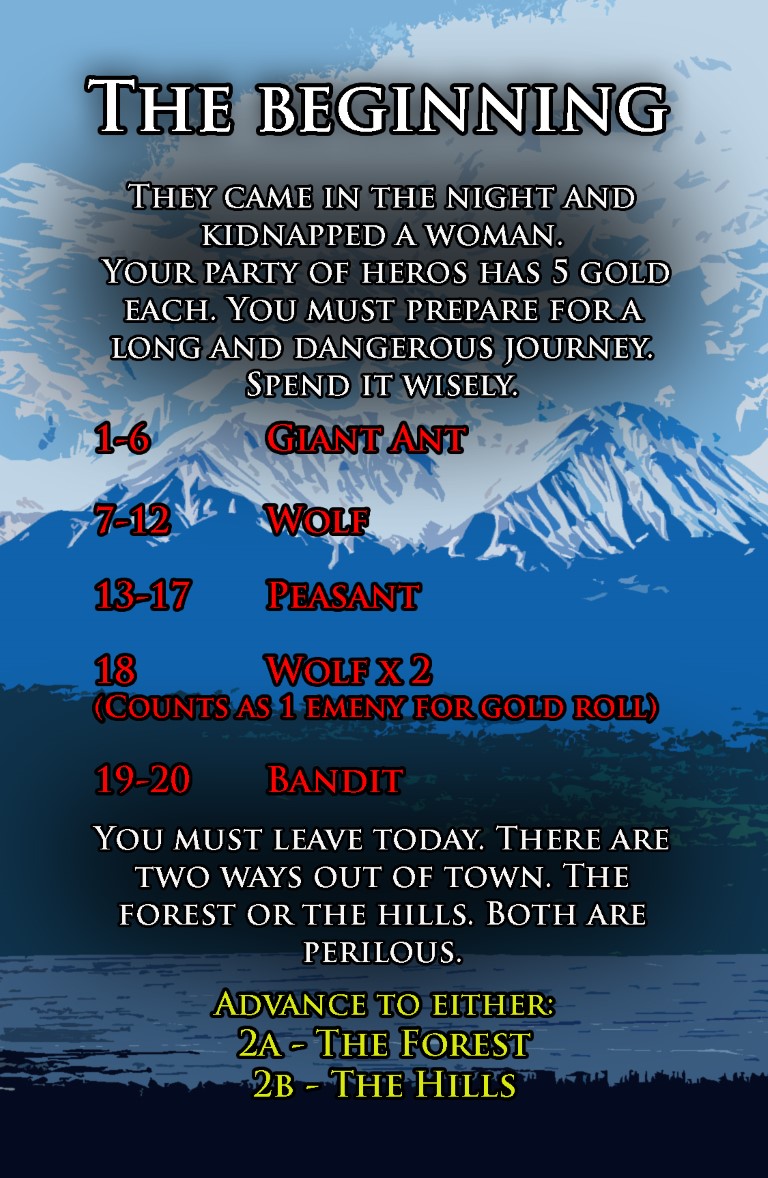 The beginning
They came in the night and
kidnapped a woman.
Your party of heros has 5 gold
each. You must prepare for a
long and dangerous journey.
Spend it wisely.
1-6 Giant Ant
7-12 Wolf
13-17 Peasant
18 Wolf x 2
(Counts as 1 emeny for gold roll)
19-20 Bandit
You must leave today. There are
two ways out of town. The
forest or the hills. Both are
perilous.
Advance to either:
2a - The Forest
2b - The Hills